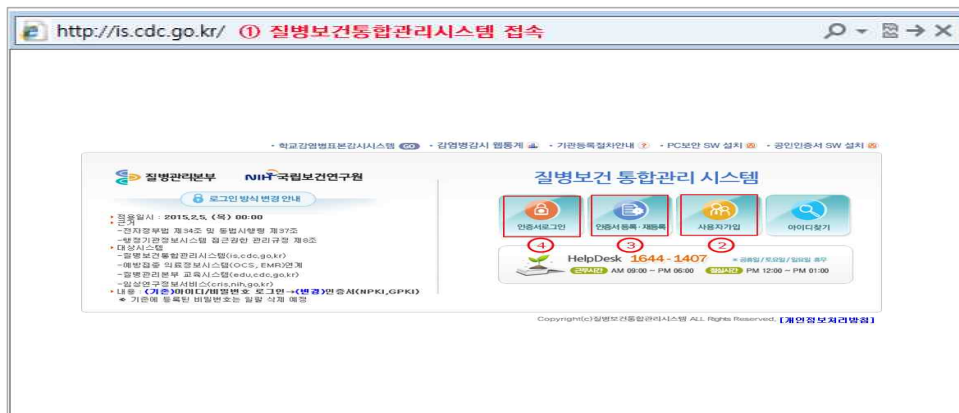 http://is.cdc.go.kr/ ① 질병보건통합관리시스템 접속
· 학교감염병표본감시시스템 GO · 감염병감시 웹통계 · 기관등록절차안내 · PC보안 SW 설치 · 공인인증서 SW 설치
질병관리본부 NIH 국립보건연구원
로그인 방식 변경 안내
• 적용일시 : 2015.2.5. (목) 00:00
• 근거
-전자정부법 제34조 및 동법시행령 제37조
-행정기관정보시스템 접근권한 관리규정 제8조
• 대상시스템
-질병보건통합관리시스템(is.cdc.go.kr)
-예방접종 의료정보시스템(OCS, EMR)연계
-질병관리본부 교육시스템(edu.cdc.go.kr)
-임상연구정보서비스(cris.nih.go.kr)
• 내용 : (기존)아이디/비밀번호 로그인→(변경)인증서(NPKI,GPKI)
※ 기존에 등록된 비밀번호는 일괄 삭제 예정
질병보건 통합관리 시스템
인증서로그인 인증서 등록·재등록 사용자가입 아이디찾기
④ ③ ②
HelpDesk 1644-1407 * 공휴일/토요일/일요일 휴무
근무시간 AM 09:00 ~ PM 06:00 점심시간 PM 12:00 ~ PM 01:00
Copyright(c)질병보건통합관리시스템 ALL Rights Reserved. [개인정보처리방침]